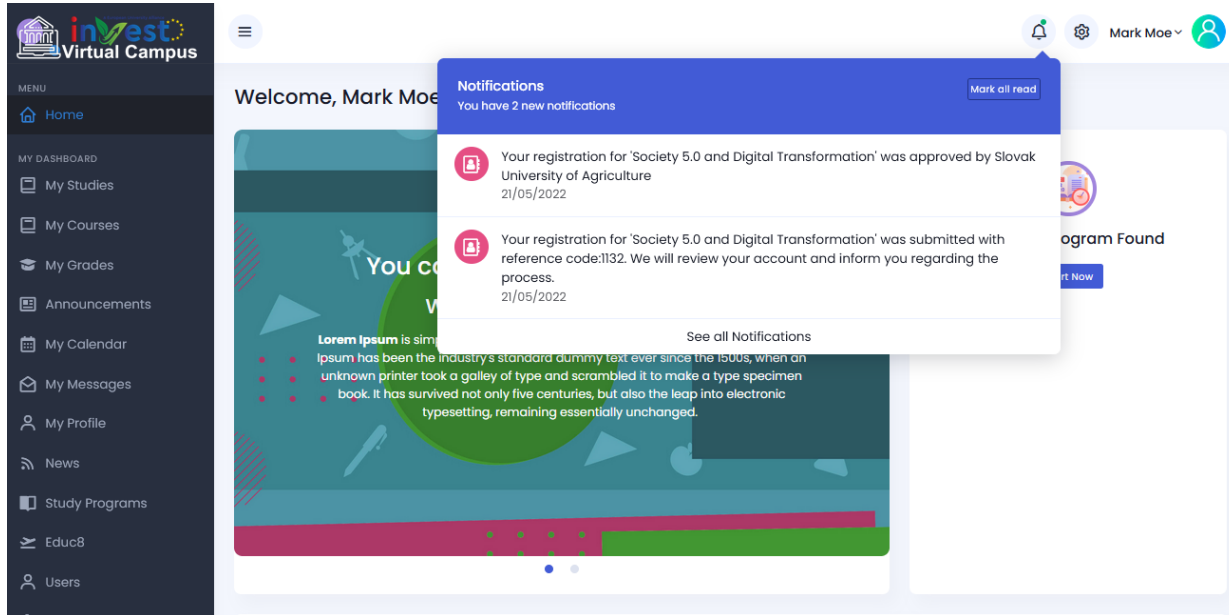 invest
Virtual Campus
Mark Moe
MENU
Home
MY DASHBOARD
My Studies
My Courses
My Grades
Announcements
My Calendar
My Messages
My Profile
News
Study Programs
Educ8
Users
Welcome, Mark Moe
Notifications
You have 2 new notifications
Mark all read
Your registration for 'Society 5.0 and Digital Transformation' was approved by Slovak
University of Agriculture
21/05/2022
Your registration for 'Society 5.0 and Digital Transformation' was submitted with
reference code:1132. We will review your account and inform you regarding the
process.
21/05/2022
See all Notifications
You
Lorem Ipsum is
Ipsum has been the industry's standard dummy text ever since the 1500s, when an
unknown printer took a galley of type and scrambled it to make a type specimen
book. It has survived not only five centuries, but also the leap into electronic
typesetting, remaining essentially unchanged.
ogram Found
rt Now